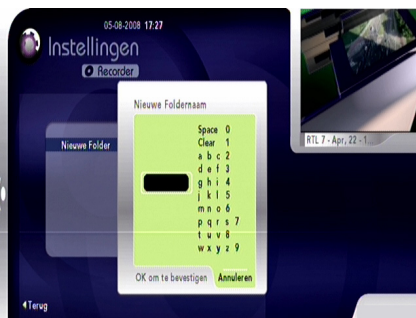 05-08-2008 17:27
Instellingen
Recorder
Nieuwe Folder
Nieuwe Foldernaam
Space 0
Clear 1
a b c 2
d e f 3
g h i 4
j k l 5
m n o 6
p q r s 7
t u v 8
w x y z 9
OK om te bevestigen
Annuleren
RTL 7 - Apr, 22 - 1
Terug